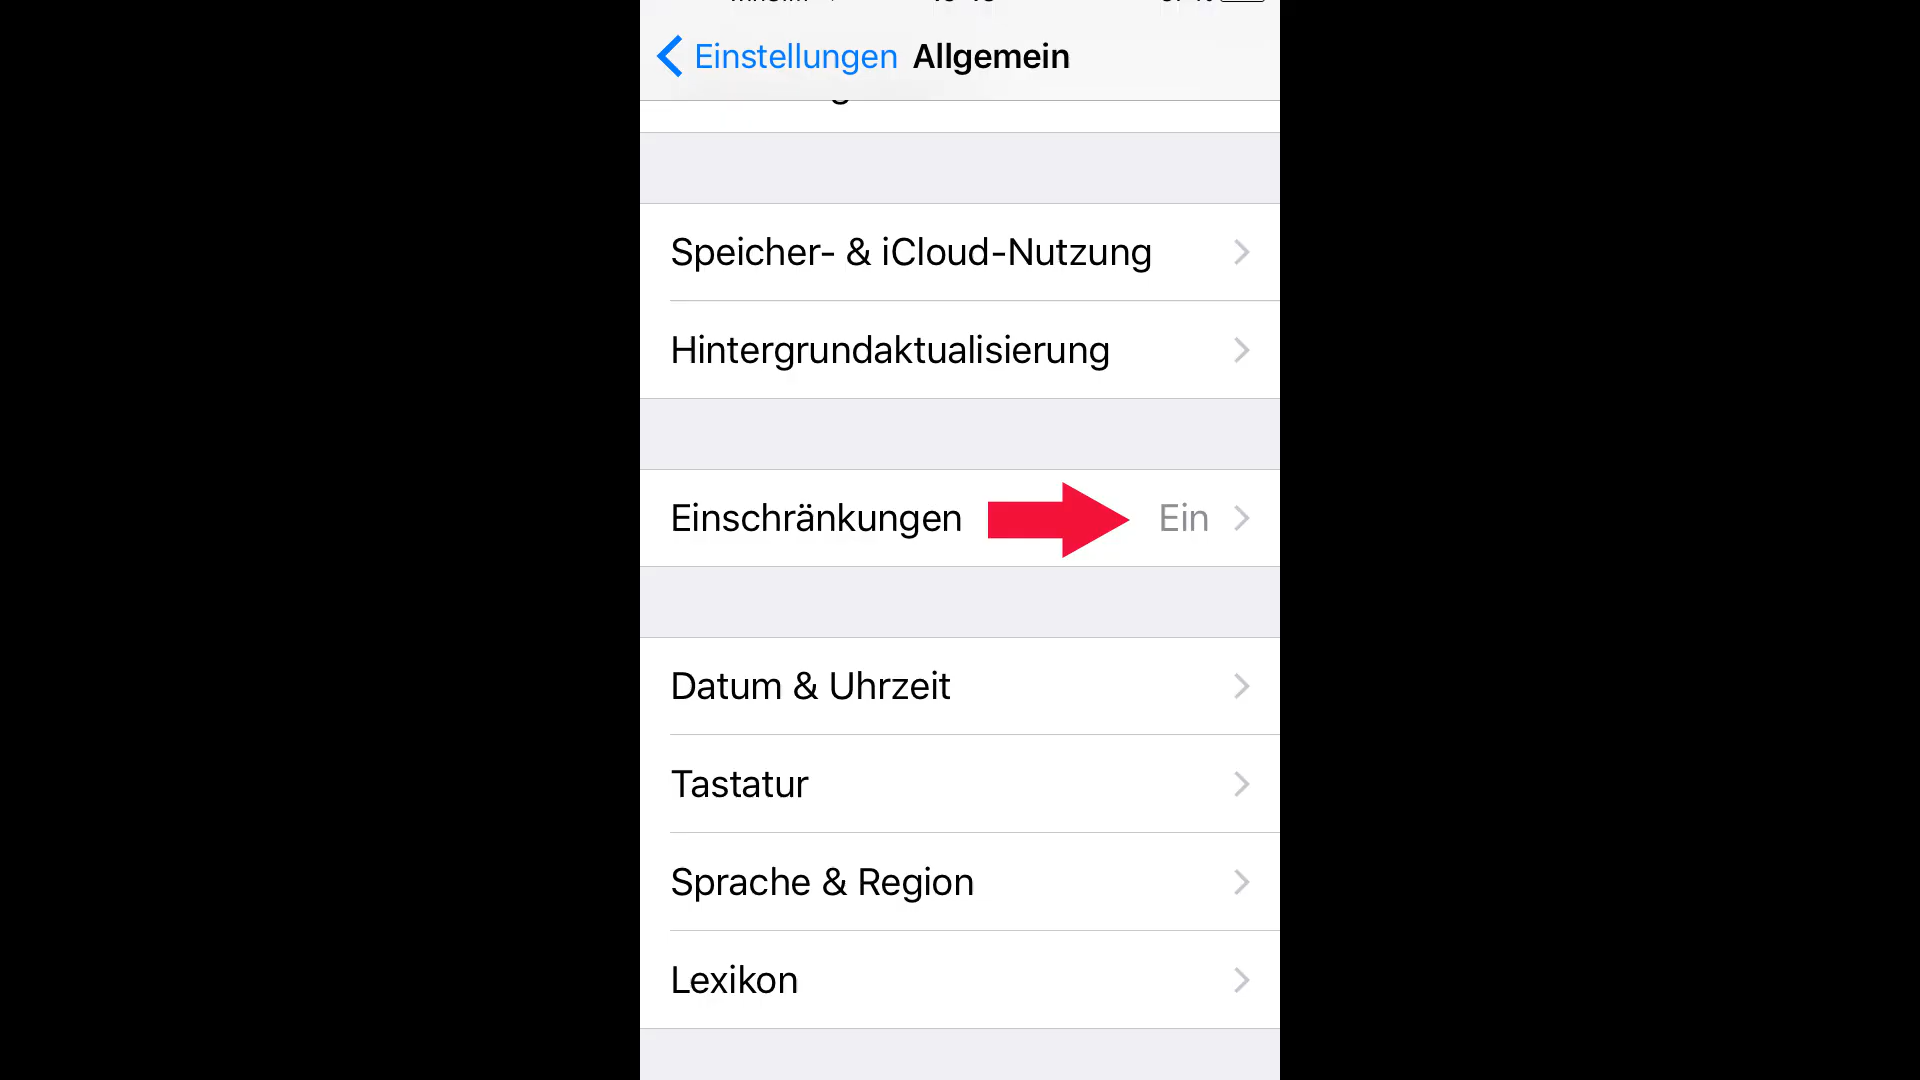 Einstellungen Allgemein
Speicher- & iCloud-Nutzung
Hintergrundaktualisierung
Einschränkungen Ein
Datum & Uhrzeit
Tastatur
Sprache & Region
Lexikon